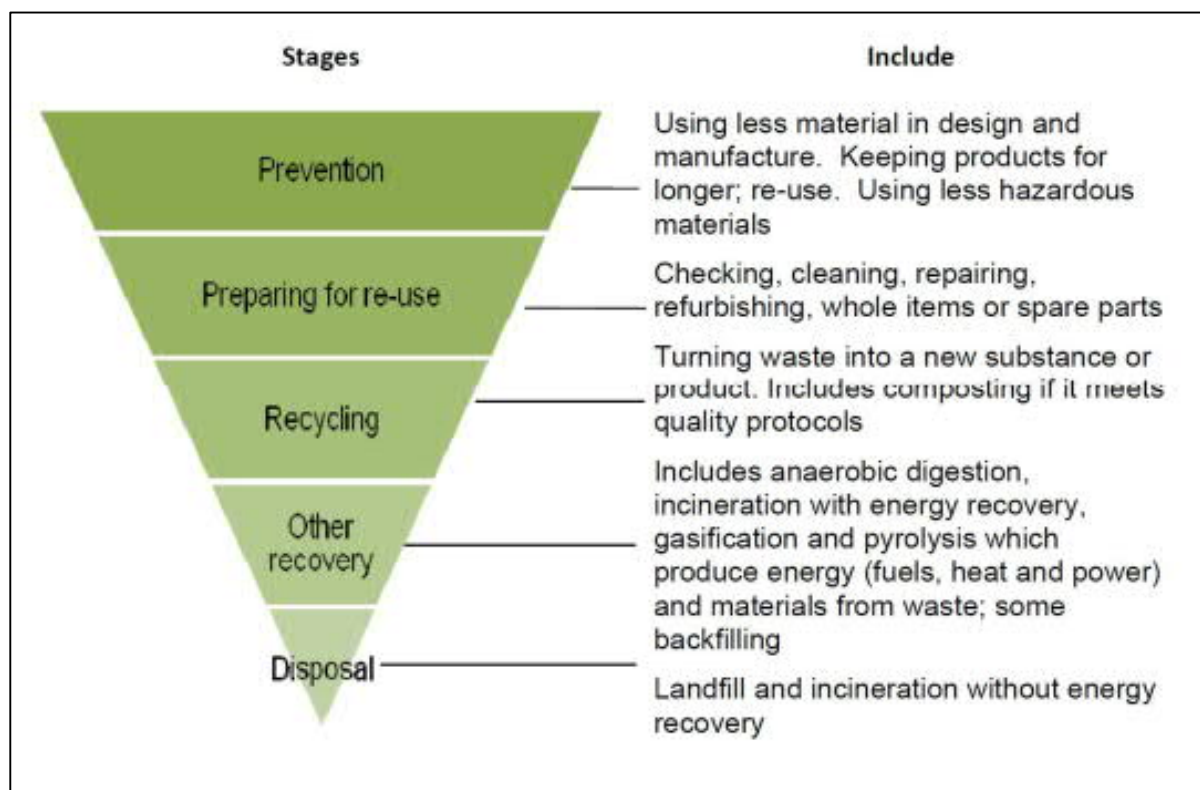 Stages
Include
Prevention
Using less material in design and
manufacture.  Keeping products for
longer; re-use.  Using less hazardous
materials
Preparing for re-use
Checking, cleaning, repairing,
refurbishing, whole items or spare parts
Recycling
Turning waste into a new substance or
product. Includes composting if it meets
quality protocols
Other
recovery
Includes anaerobic digestion,
incineration with energy recovery,
gasification and pyrolysis which
produce energy (fuels, heat and power)
and materials from waste; some
backfilling
Disposal
Landfill and incineration without energy
recovery